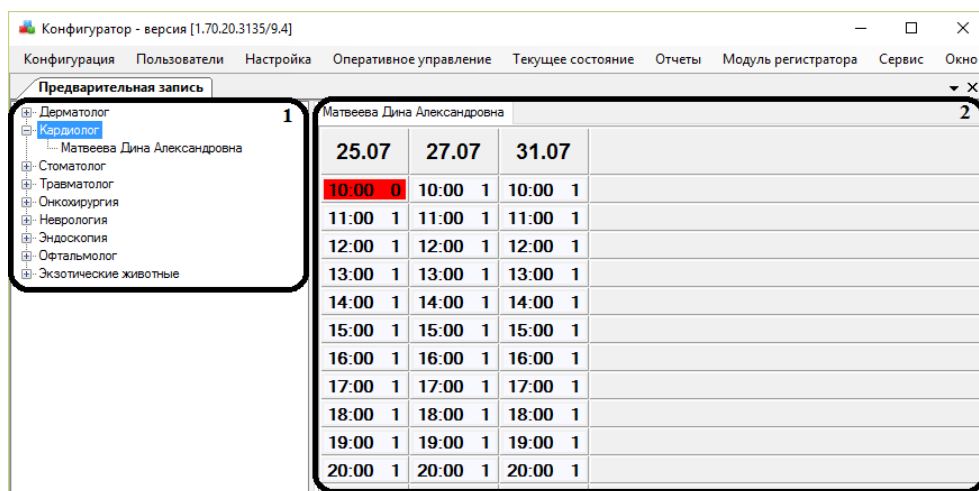 Конфигуратор - версия [1.70.20.3135/9.4]
Конфигурация Пользователи Настройка Оперативное управление Текущее состояние Отчеты Модуль регистратора Сервис Окно
Предварительная запись
Дерматолог 1
Кардиолог
Матвеева Дина Александровна
Стоматолог
Травматолог
Онкохирургия
Неврология
Эндоскопия
Офтальмолог
Экзотические животные
Матвеева Дина Александровна 2
25.07 27.07 31.07
10:00 0 10:00 1 10:00 1
11:00 1 11:00 1 11:00 1
12:00 1 12:00 1 12:00 1
13:00 1 13:00 1 13:00 1
14:00 1 14:00 1 14:00 1
15:00 1 15:00 1 15:00 1
16:00 1 16:00 1 16:00 1
17:00 1 17:00 1 17:00 1
18:00 1 18:00 1 18:00 1
19:00 1 19:00 1 19:00 1
20:00 1 20:00 1 20:00 1